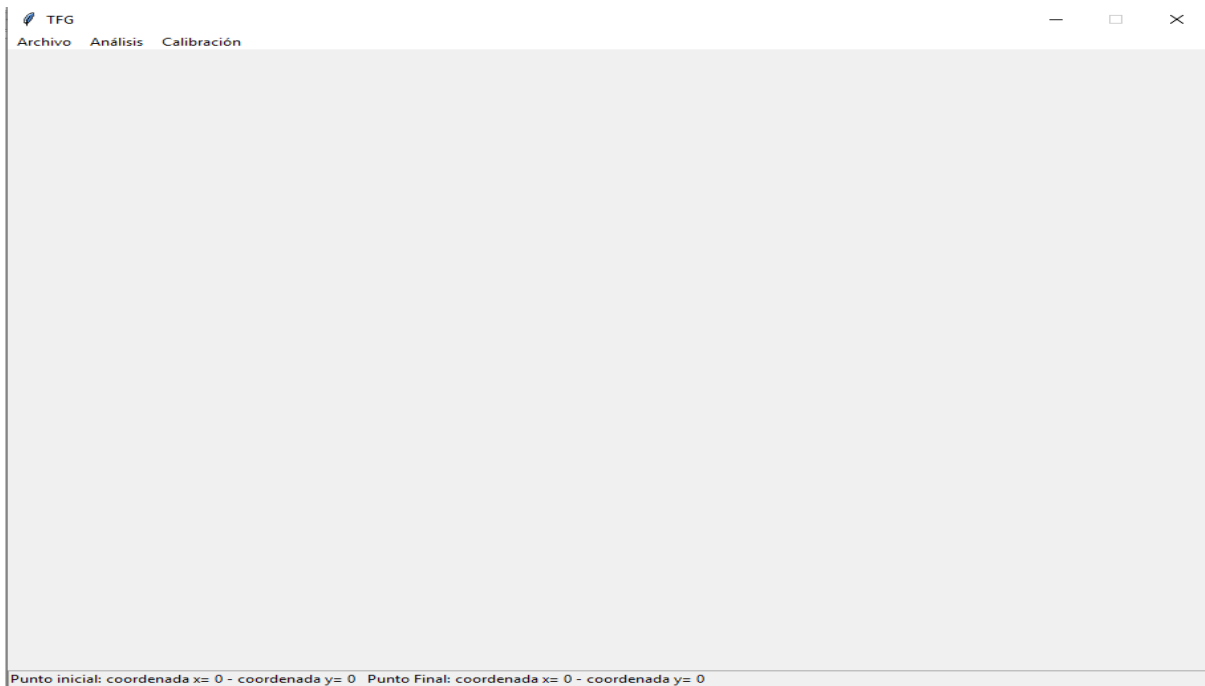 TFG
Archivo Análisis Calibración
Punto inicial: coordenada x= 0 - coordenada y= 0 Punto Final: coordenada x= 0 - coordenada y= 0